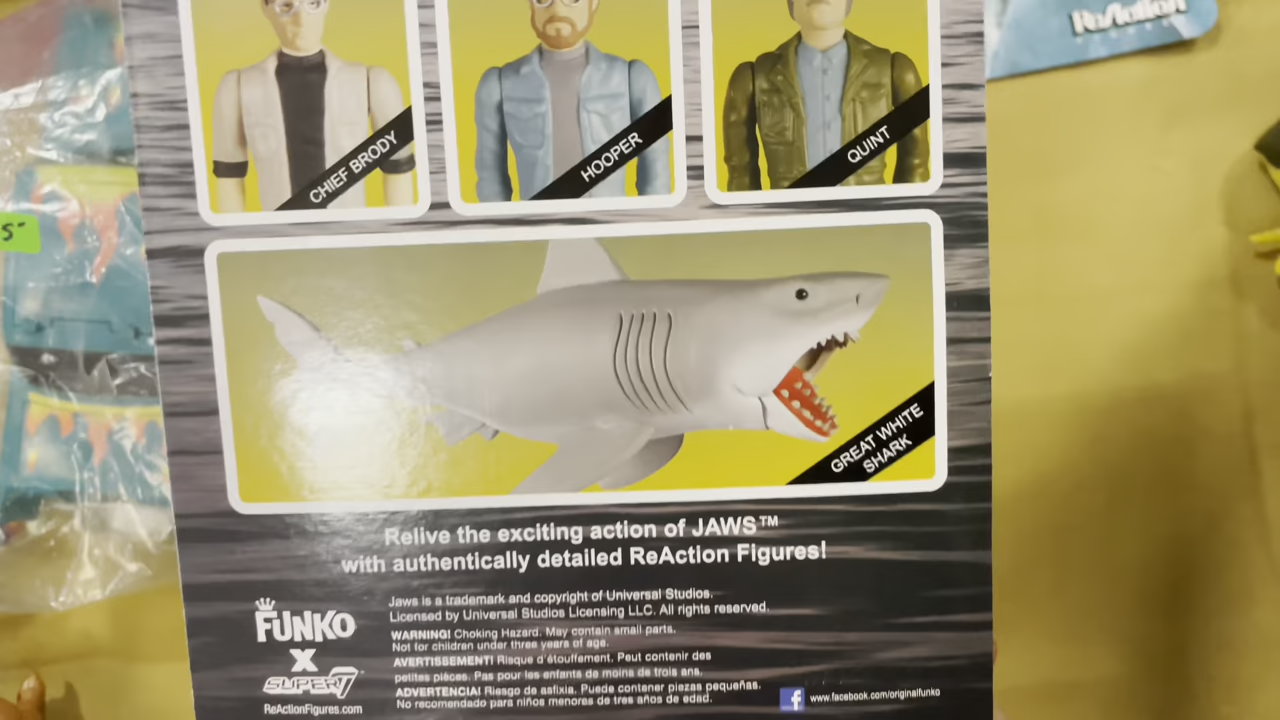 ReAction
5"
CHIEF BRODY
HOOPER
QUINT
GREAT WHITE
SHARK
Relive the exciting action of JAWS™
with authentically detailed ReAction Figures!
FUNKO
X
SUPER7
ReActionFigures.com
Jaws is a trademark and copyright of Universal Studios.
Licensed by Universal Studios Licensing LLC. All rights reserved.
WARNING! Choking Hazard. May contain small parts.
Not for children under three years of age.
AVERTISSEMENT! Risque d'étouffement. Peut contenir des
petites pièces. Pas pour les enfants de moins de trois ans.
ADVERTENCIA! Riesgo de asfixia. Puede contener piezas pequeñas.
No recomendado para niños menores de tres años de edad.
f www.facebook.com/originalfunko